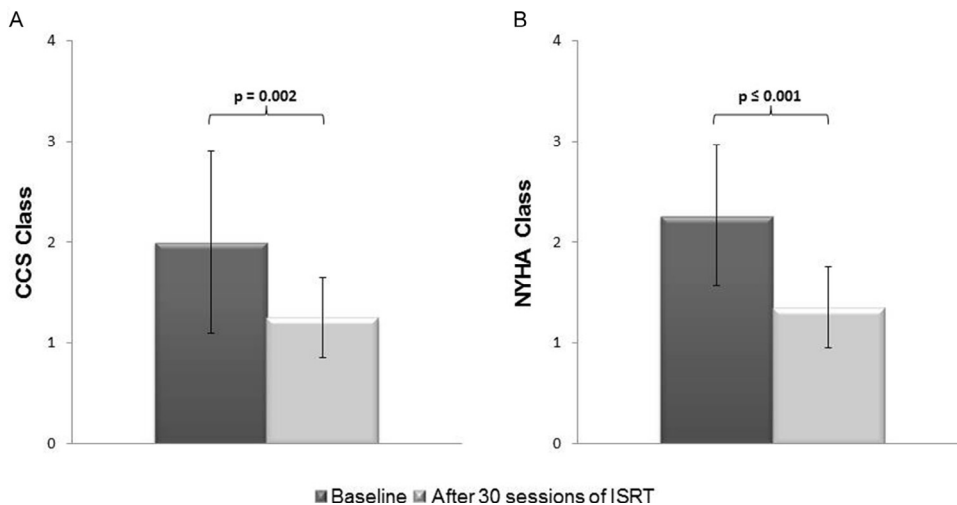 A
4
3
2
1
0
CCS Class
p = 0.002
B
4
3
2
1
0
NYHA Class
p ≤ 0.001
Baseline After 30 sessions of ISRT